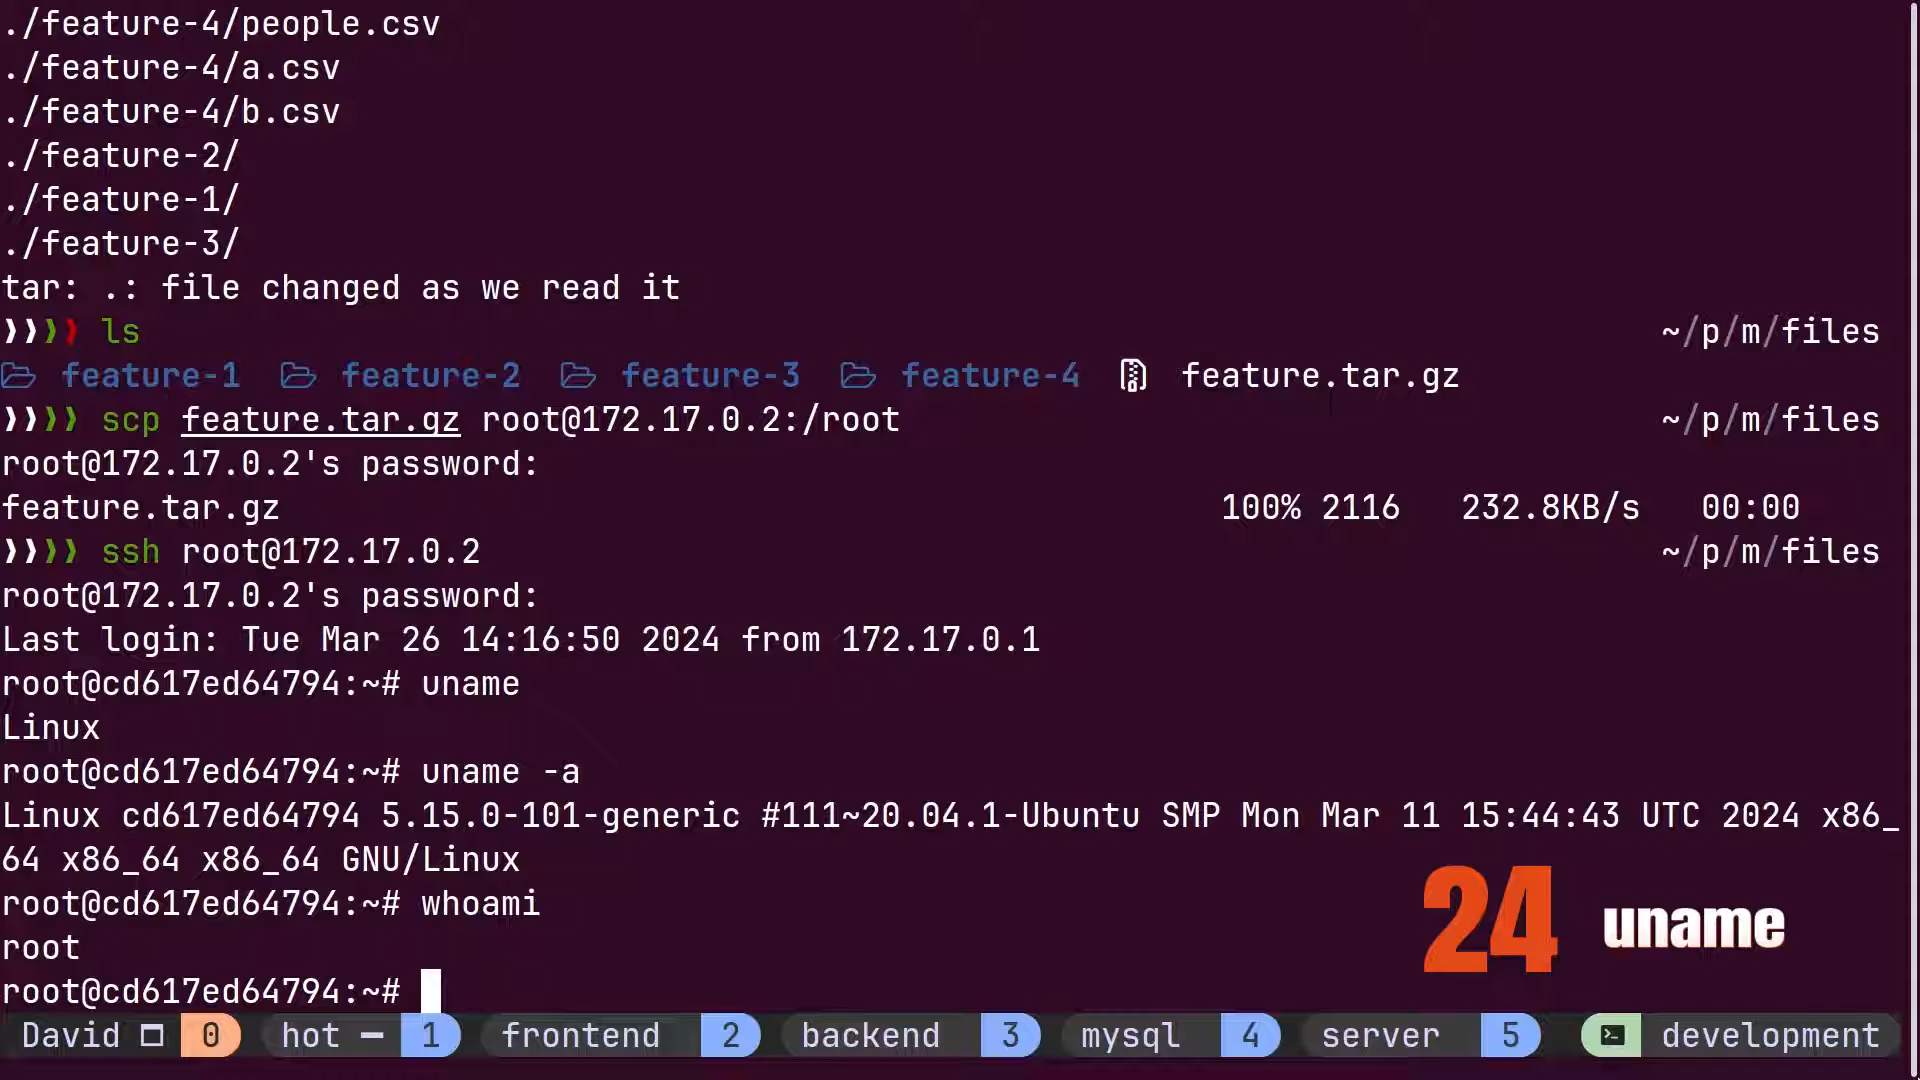 ./feature-4/people.csv
./feature-4/a.csv
./feature-4/b.csv
./feature-2/
./feature-1/
./feature-3/
tar: .: file changed as we read it
❯❯❯❯ ls ~/p/m/files
feature-1 feature-2 feature-3 feature-4 feature.tar.gz
❯❯❯❯ scp feature.tar.gz root@172.17.0.2:/root ~/p/m/files
root@172.17.0.2's password:
feature.tar.gz 100% 2116 232.8KB/s 00:00
❯❯❯❯ ssh root@172.17.0.2 ~/p/m/files
root@172.17.0.2's password:
Last login: Tue Mar 26 14:16:50 2024 from 172.17.0.1
root@cd617ed64794:~# uname
Linux
root@cd617ed64794:~# uname -a
Linux cd617ed64794 5.15.0-101-generic #111~20.04.1-Ubuntu SMP Mon Mar 11 15:44:43 UTC 2024 x86_
64 x86_64 x86_64 GNU/Linux
root@cd617ed64794:~# whoami
root
root@cd617ed64794:~#
24 uname
David 0 hot 1 frontend 2 backend 3 mysql 4 server 5 development